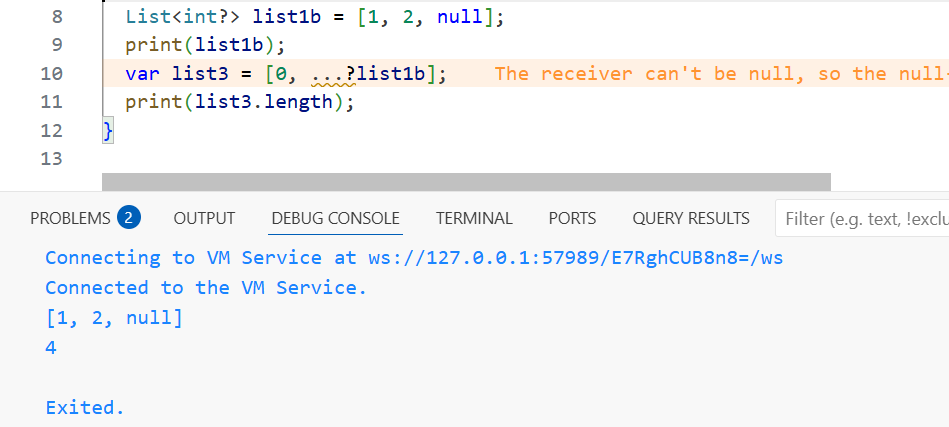 8 List<int?> list1b = [1, 2, null];
9 print(list1b);
10 var list3 = [0, ...?list1b]; The receiver can't be null, so the null-
11 print(list3.length);
12 }
13
PROBLEMS 2 OUTPUT DEBUG CONSOLE TERMINAL PORTS QUERY RESULTS Filter (e.g. text, !exclu
Connecting to VM Service at ws://127.0.0.1:57989/E7RghCUB8n8=/ws
Connected to the VM Service.
[1, 2, null]
4
Exited.